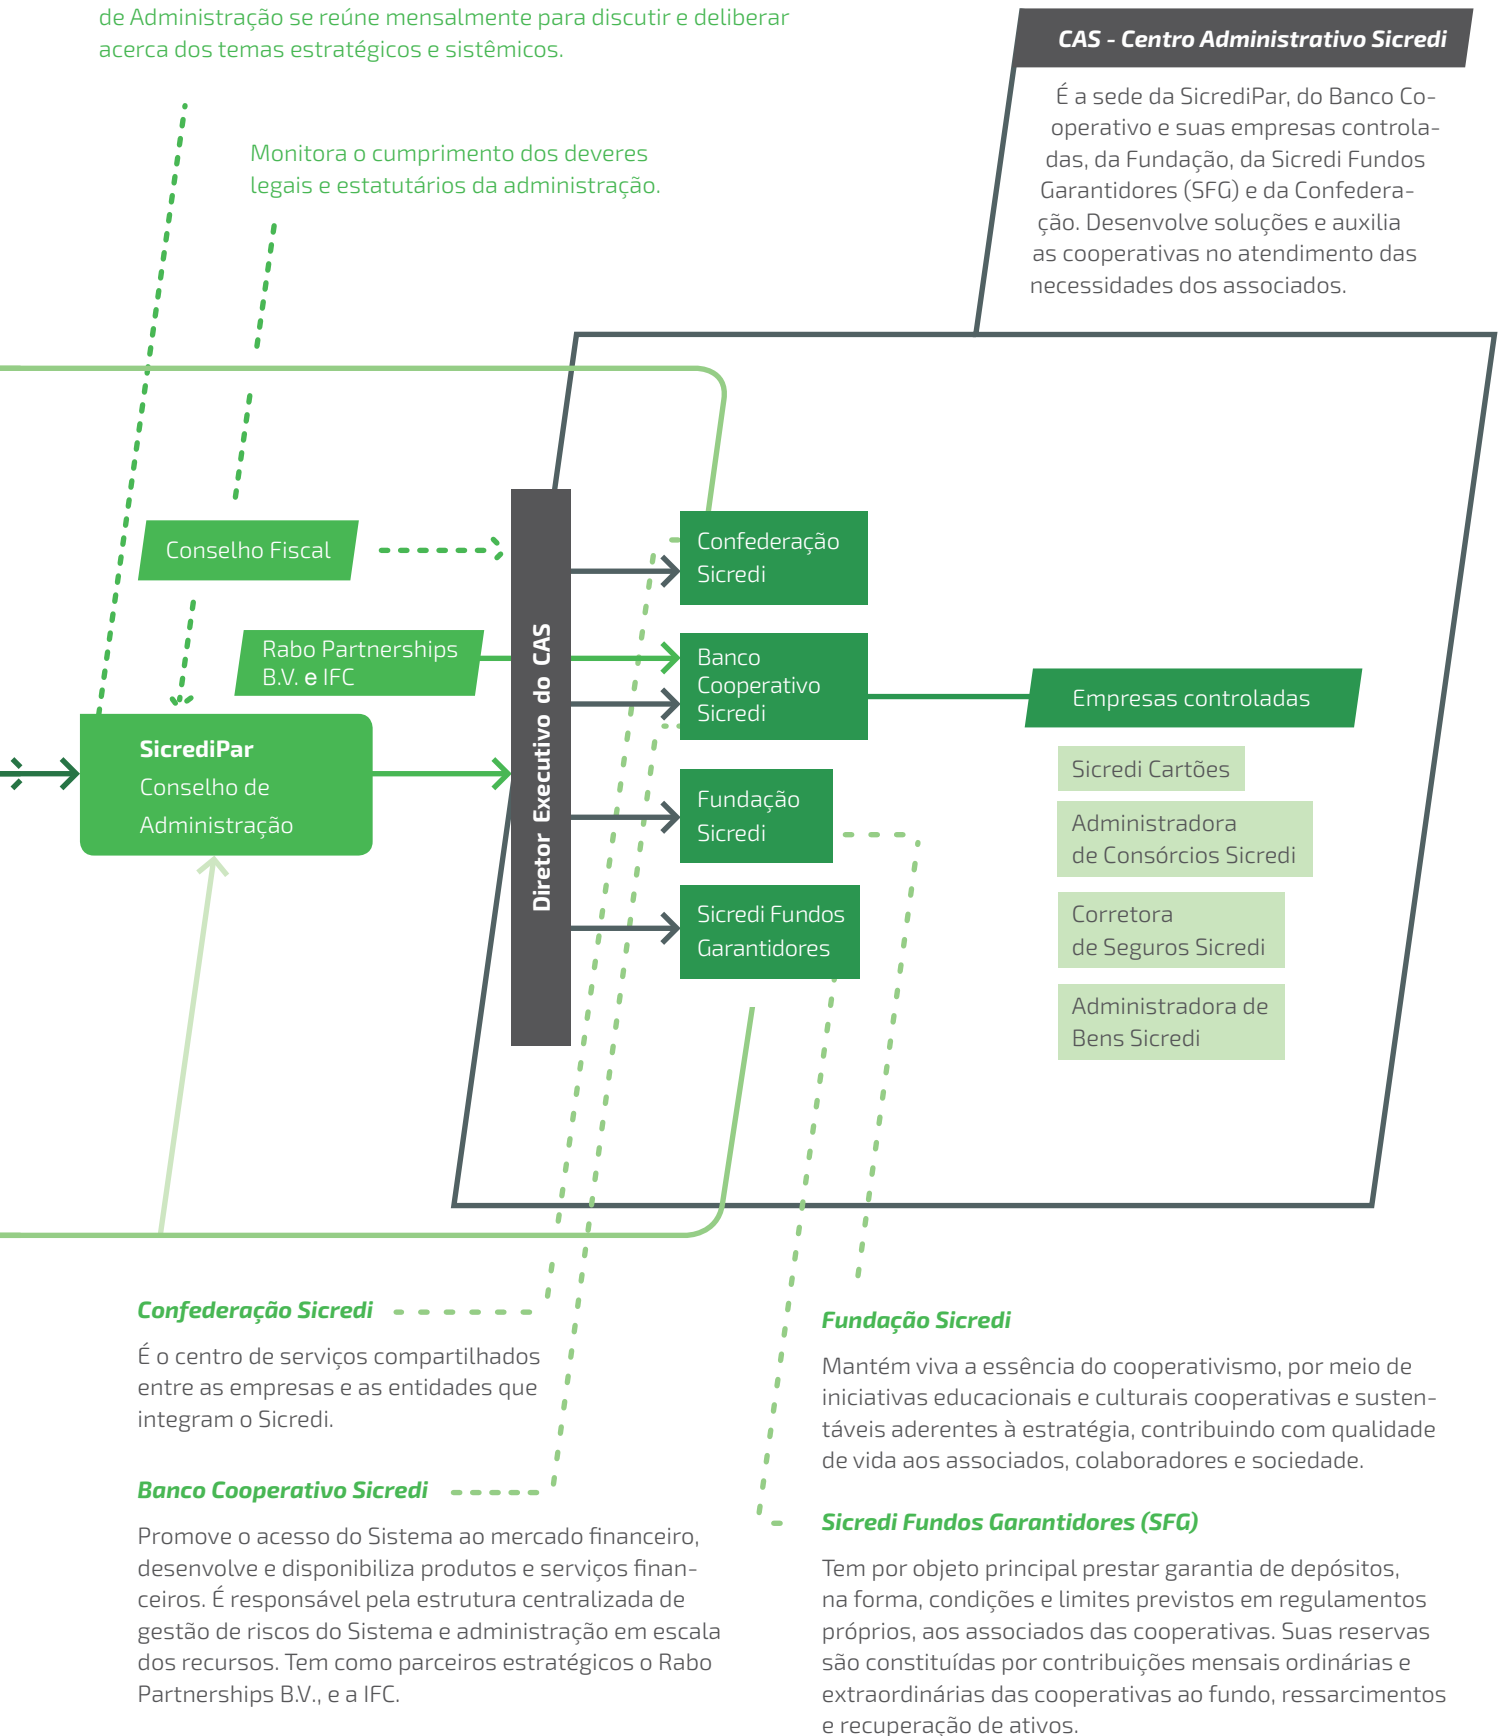 de Administração se reúne mensalmente para discutir e deliberar
acerca dos temas estratégicos e sistêmicos.
Monitora o cumprimento dos deveres
legais e estatutários da administração.
CAS - Centro Administrativo Sicredi
É a sede da SicrediPar, do Banco Co-
operativo e suas empresas controla-
das, da Fundação, da Sicredi Fundos
Garantidores (SFG) e da Confedera-
ção. Desenvolve soluções e auxilia
as cooperativas no atendimento das
necessidades dos associados.
Conselho Fiscal
Rabo Partnerships
B.V. e IFC
SicrediPar
Conselho de
Administração
Diretor Executivo do CAS
Confederação
Sicredi
Banco
Cooperativo
Sicredi
Fundação
Sicredi
Sicredi Fundos
Garantidores
Empresas controladas
Sicredi Cartões
Administradora
de Consórcios Sicredi
Corretora
de Seguros Sicredi
Administradora de
Bens Sicredi
Confederação Sicredi
É o centro de serviços compartilhados
entre as empresas e as entidades que
integram o Sicredi.
Banco Cooperativo Sicredi
Promove o acesso do Sistema ao mercado financeiro,
desenvolve e disponibiliza produtos e serviços finan-
ceiros. É responsável pela estrutura centralizada de
gestão de riscos do Sistema e administração em escala
dos recursos. Tem como parceiros estratégicos o Rabo
Partnerships B.V., e a IFC.
Fundação Sicredi
Mantém viva a essência do cooperativismo, por meio de
iniciativas educacionais e culturais cooperativas e susten-
táveis aderentes à estratégia, contribuindo com qualidade
de vida aos associados, colaboradores e sociedade.
Sicredi Fundos Garantidores (SFG)
Tem por objeto principal prestar garantia de depósitos,
na forma, condições e limites previstos em regulamentos
próprios, aos associados das cooperativas. Suas reservas
são constituídas por contribuições mensais ordinárias e
extraordinárias das cooperativas ao fundo, ressarcimentos
e recuperação de ativos.